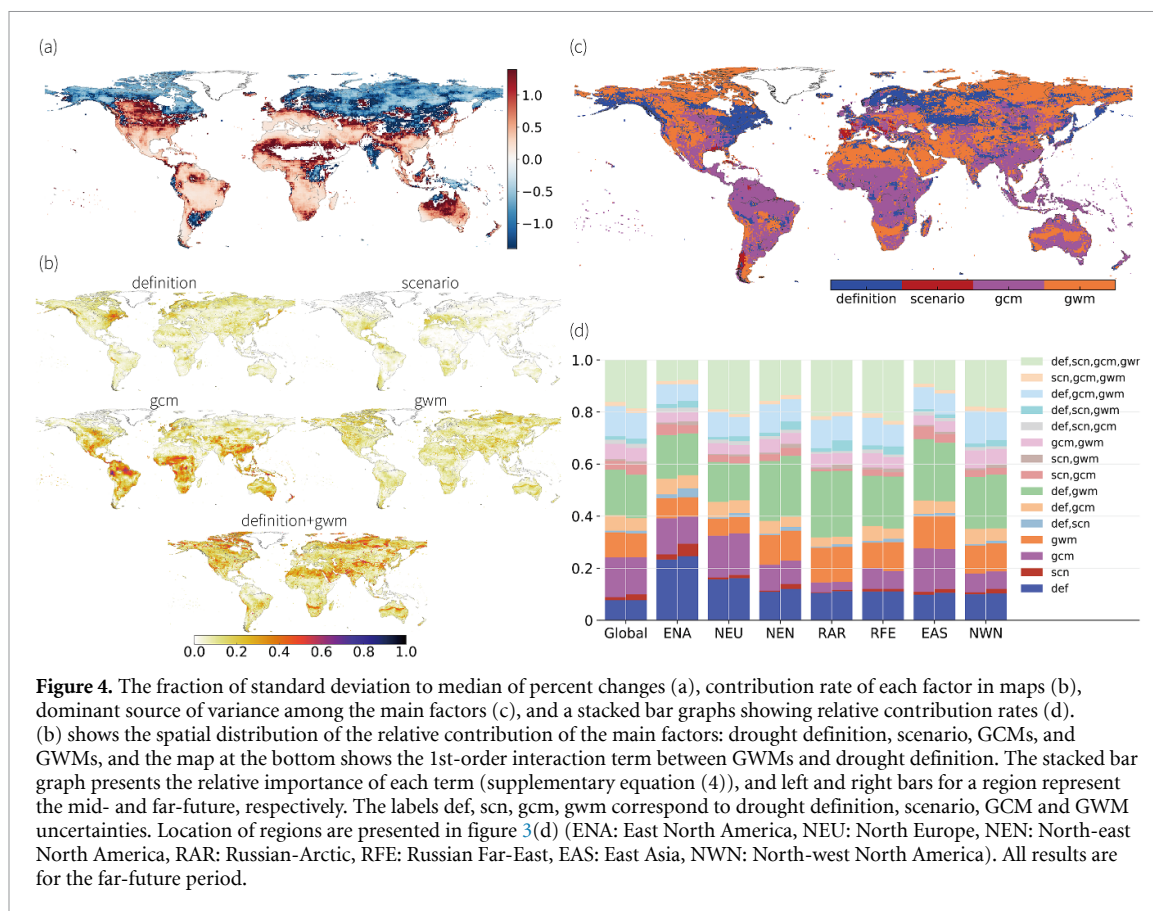 (a)
1.0
0.5
0.0
−0.5
−1.0
(b)
definition
scenario
gcm
gwm
definition+gwm
0.0 0.2 0.4 0.6 0.8 1.0
(c)
definition scenario gcm gwm
(d)
1.0
0.8
0.6
0.4
0.2
0
Global ENA NEU NEN RAR RFE EAS NWN
def,scn,gcm,gwr
scn,gcm,gwm
def,gcm,gwm
def,scn,gwm
def,scn,gcm
gcm,gwm
scn,gwm
scn,gcm
def,gwm
def,gcm
def,scn
gwm
gcm
scn
def
Figure 4. The fraction of standard deviation to median of percent changes (a), contribution rate of each factor in maps (b),
dominant source of variance among the main factors (c), and a stacked bar graphs showing relative contribution rates (d).
(b) shows the spatial distribution of the relative contribution of the main factors: drought definition, scenario, GCMs, and
GWMs, and the map at the bottom shows the 1st-order interaction term between GWMs and drought definition. The stacked bar
graph presents the relative importance of each term (supplementary equation (4)), and left and right bars for a region represent
the mid- and far-future, respectively. The labels def, scn, gcm, gwm correspond to drought definition, scenario, GCM and GWM
uncertainties. Location of regions are presented in figure 3(d) (ENA: East North America, NEU: North Europe, NEN: North-east
North America, RAR: Russian-Arctic, RFE: Russian Far-East, EAS: East Asia, NWN: North-west North America). All results are
for the far-future period.